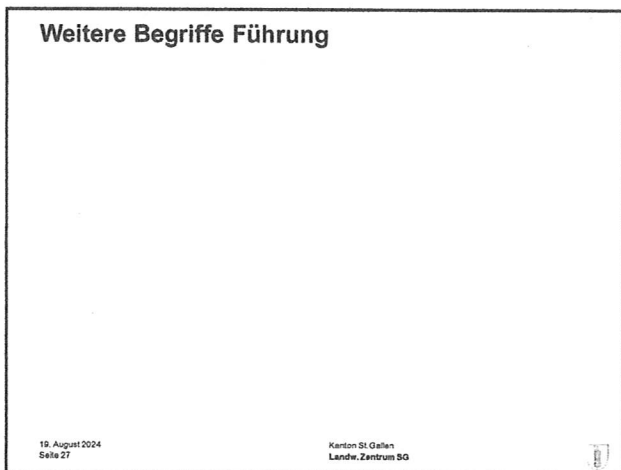 Weitere Begriffe Führung
19. August 2024
Seite 27
Kanton St.Gallen
Landw. Zentrum SG